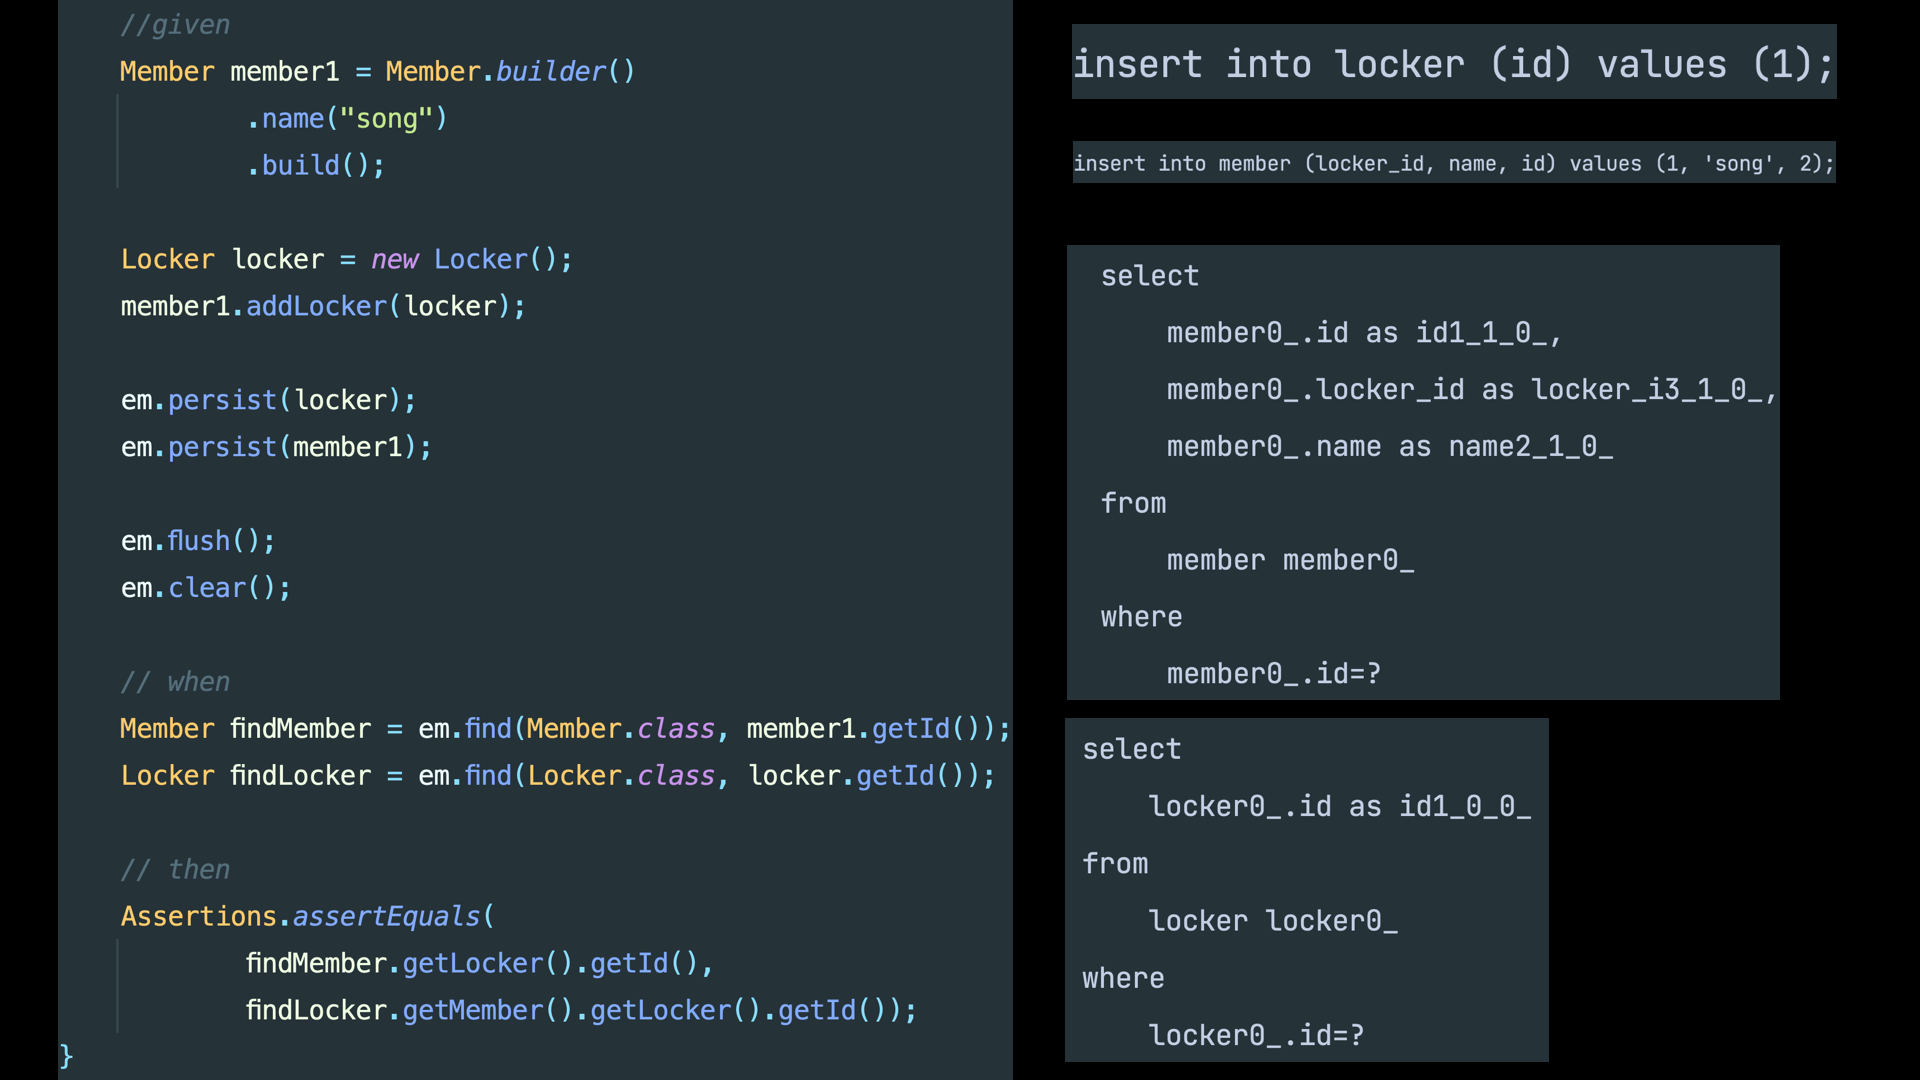 //given
Member member1 = Member.builder()
.name("song")
.build();
Locker locker = new Locker();
member1.addLocker(locker);
em.persist(locker);
em.persist(member1);
em.flush();
em.clear();
// when
Member findMember = em.find(Member.class, member1.getId());
Locker findLocker = em.find(Locker.class, locker.getId());
// then
Assertions.assertEquals(
findMember.getLocker().getId(),
findLocker.getMember().getLocker().getId());
}
insert into locker (id) values (1);
insert into member (locker_id, name, id) values (1, 'song', 2);
select
member0_.id as id1_1_0_,
member0_.locker_id as locker_i3_1_0_,
member0_.name as name2_1_0_
from
member member0_
where
member0_.id=?
select
locker0_.id as id1_0_0_
from
locker locker0_
where
locker0_.id=?